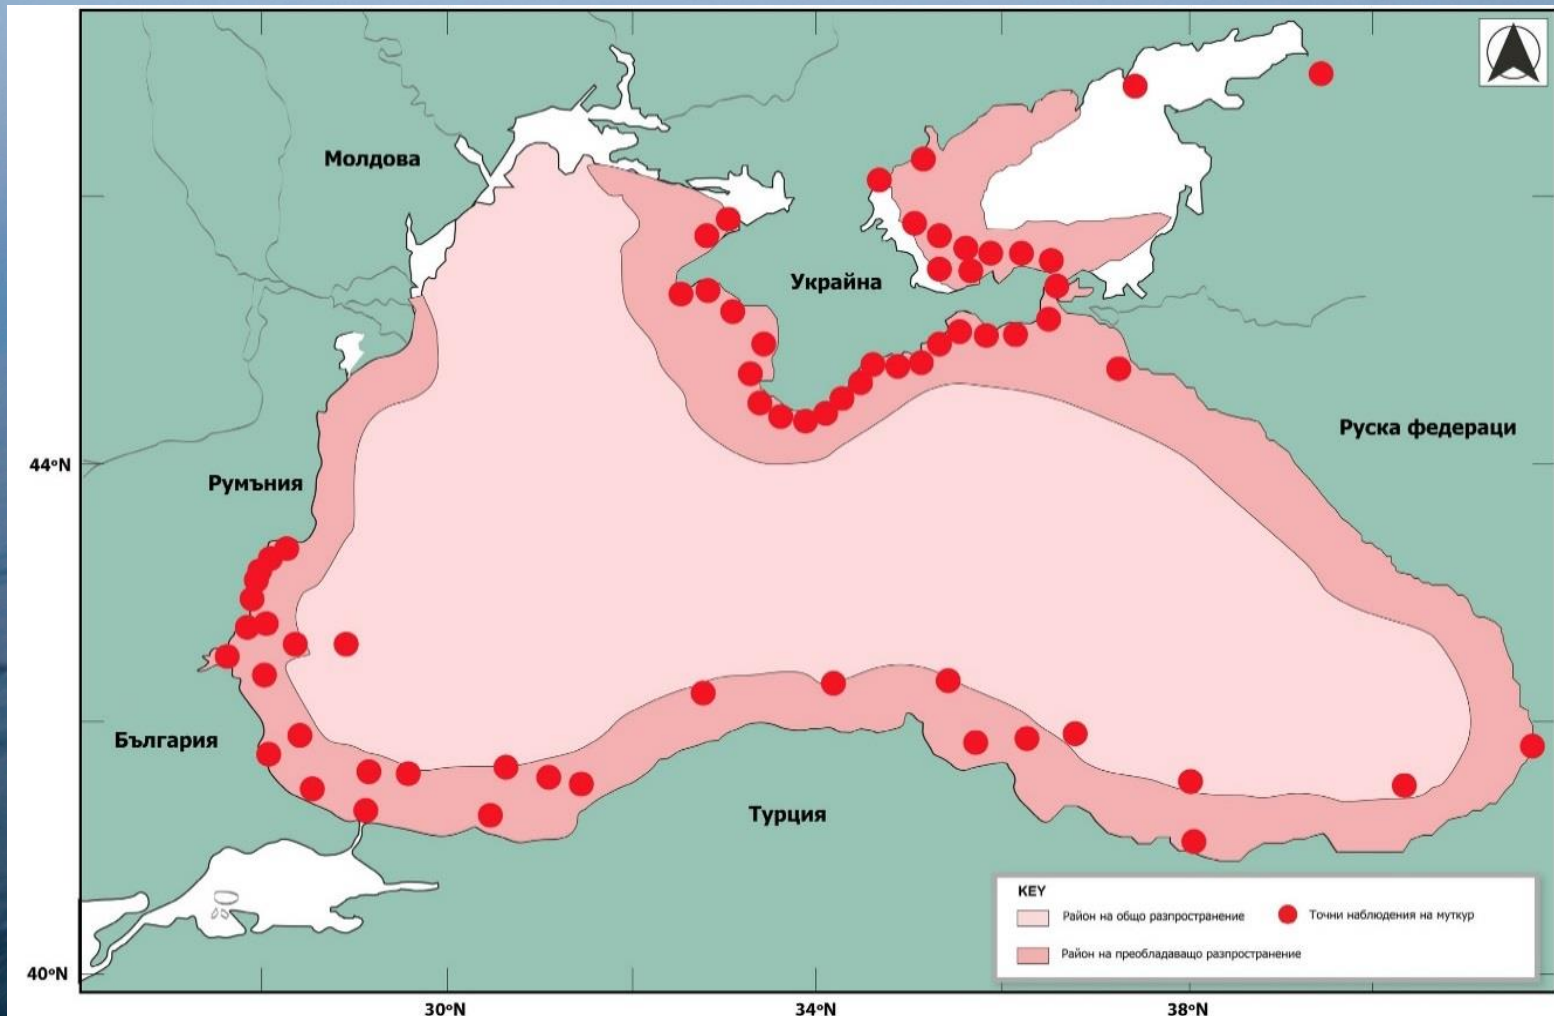 Молдова
Украйна
Руска федераци
44°N
Румъния
България
Турция
KEY
Район на общо разпространение
Точни наблюдения на муткур
Район на преобладаващо разпространение
40°N
30°N
34°N
38°N